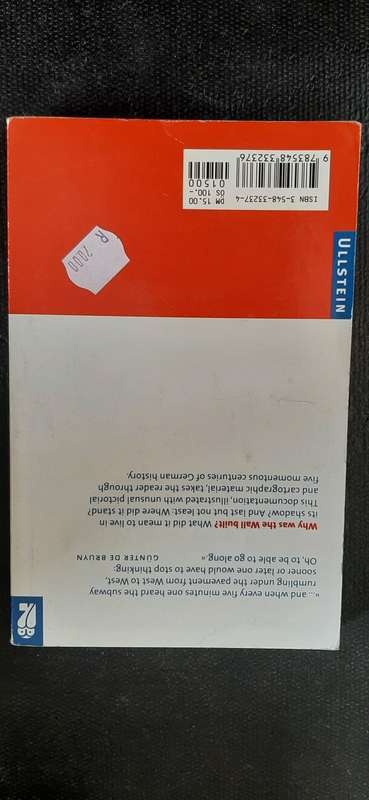 »... and when every five minutes one heard the subway
rumbling under the pavement from West to West,
sooner or later one would have to stop thinking:
Oh, to be able to go along.« GÜNTER DE BRUYN
Why was the Wall built? What did it mean to live in
its shadow? And last but not least: Where did it stand?
This documentation, illustrated with unusual pictorial
and cartographic material, takes the reader through
five momentous centuries of German history.
ULLSTEIN
R 2000
ISBN 3-548-33237-4
9 783548 332376
DM 15.00
ÖS 100.-
01500